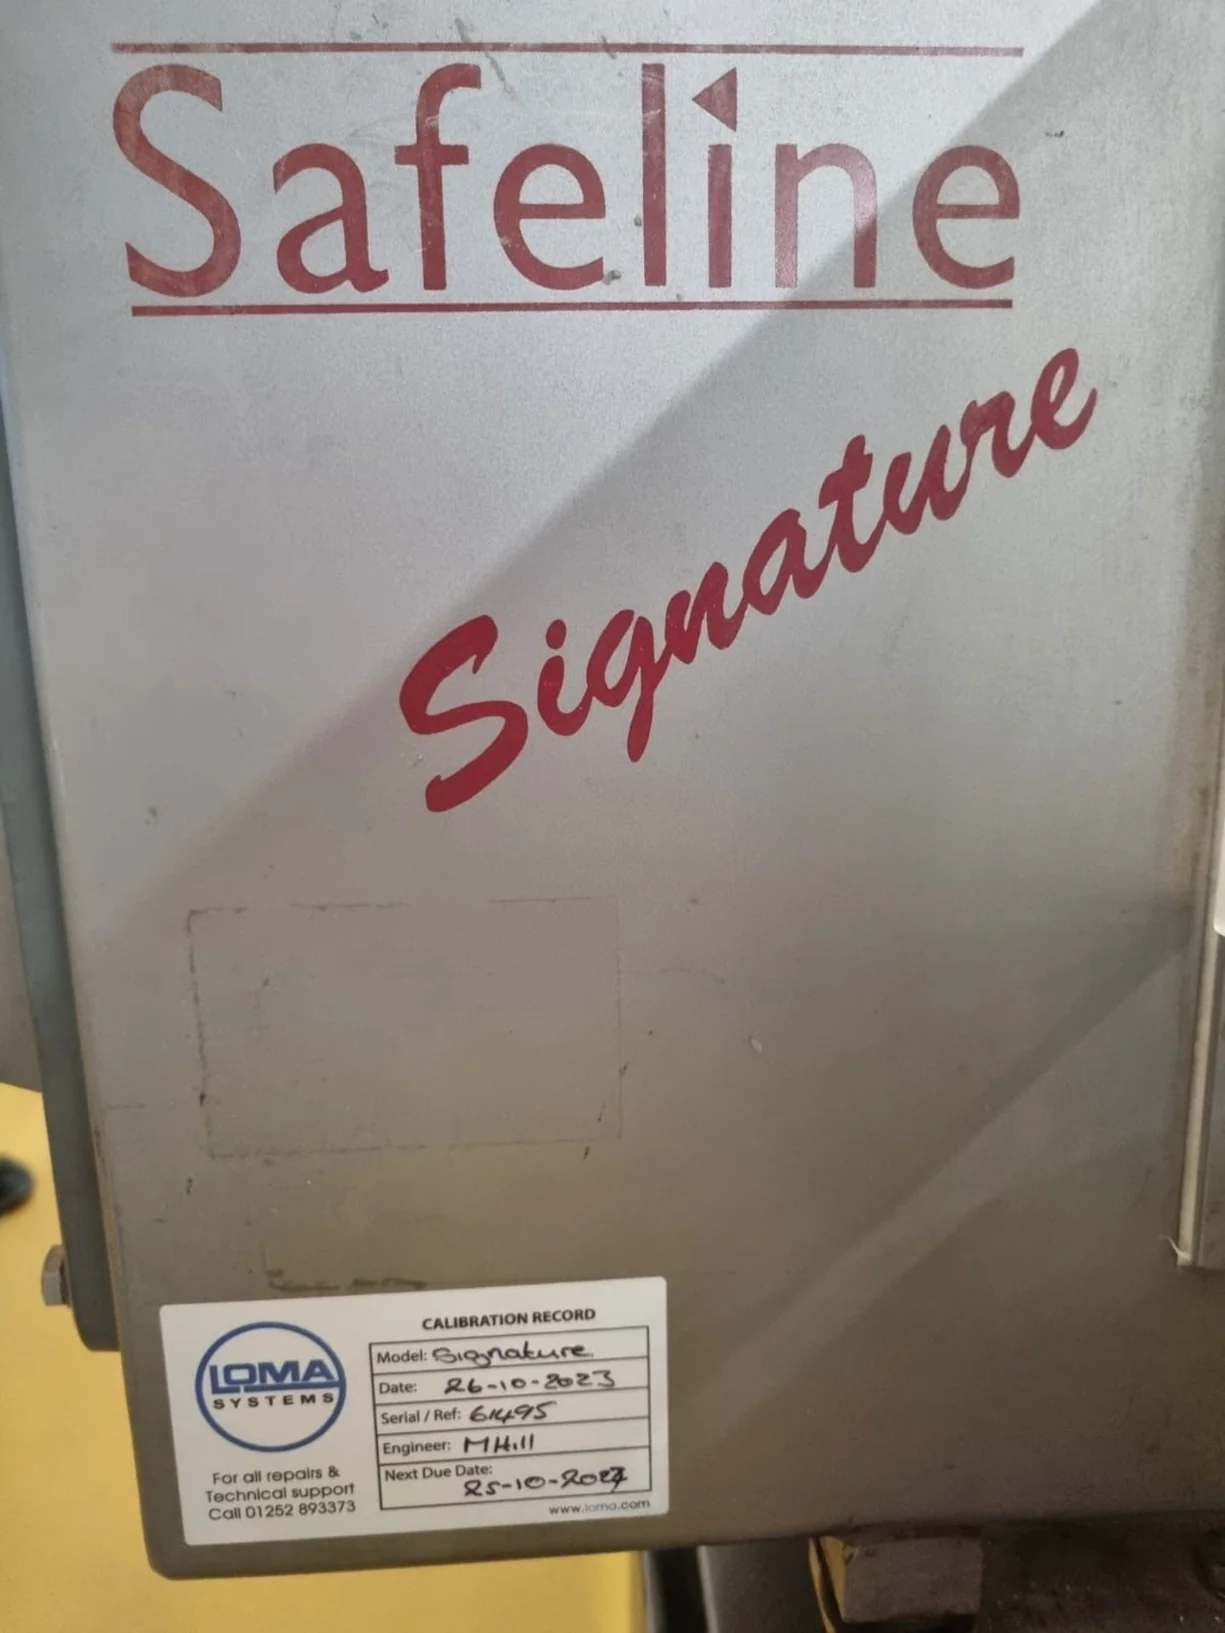 Safeline
Signature
LOMA
SYSTEMS
For all repairs &
Technical support
Call 01252 893373
CALIBRATION RECORD
Model: Signature
Date: 26-10-2023
Serial / Ref: 61495
Engineer: M Hill
Next Due Date:
25-10-2024
www.loma.com